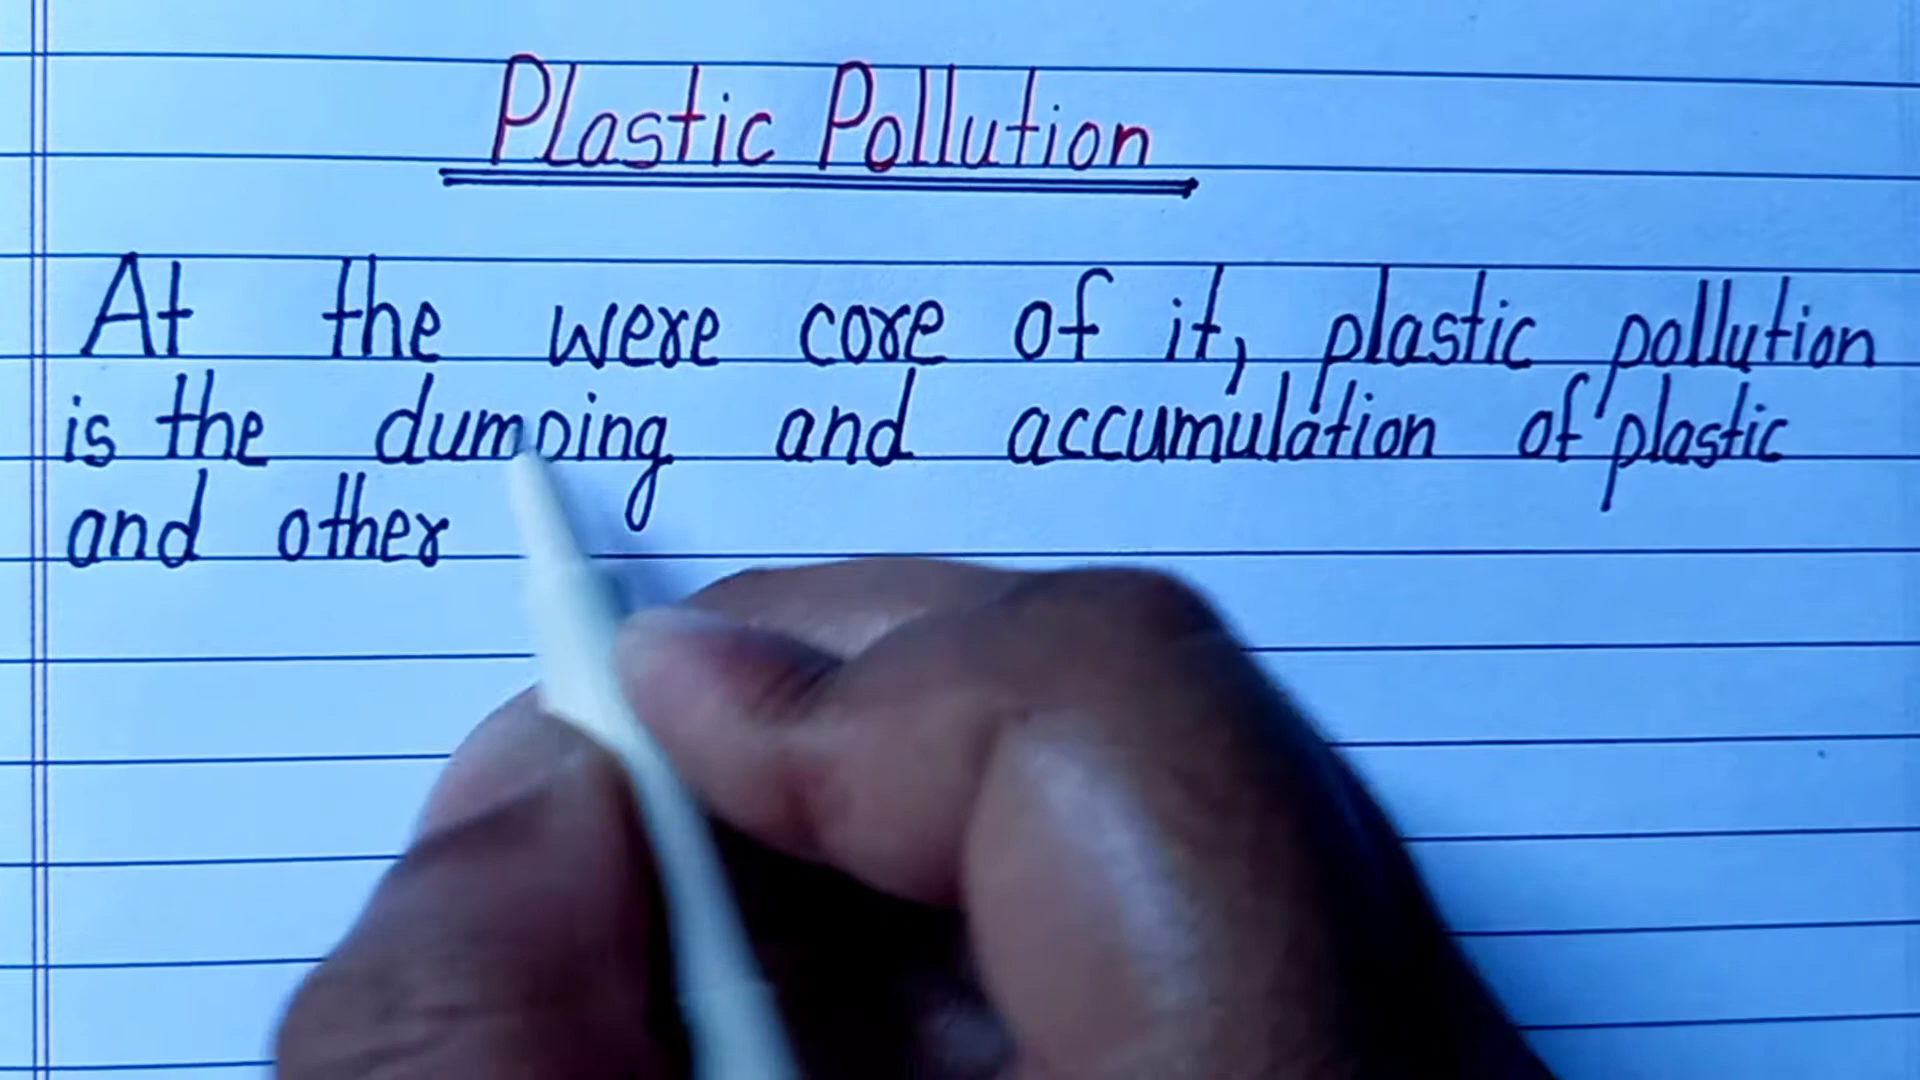 Plastic Pollution
At the were core of it, plastic pollution
is the dumping and accumulation of plastic
and other